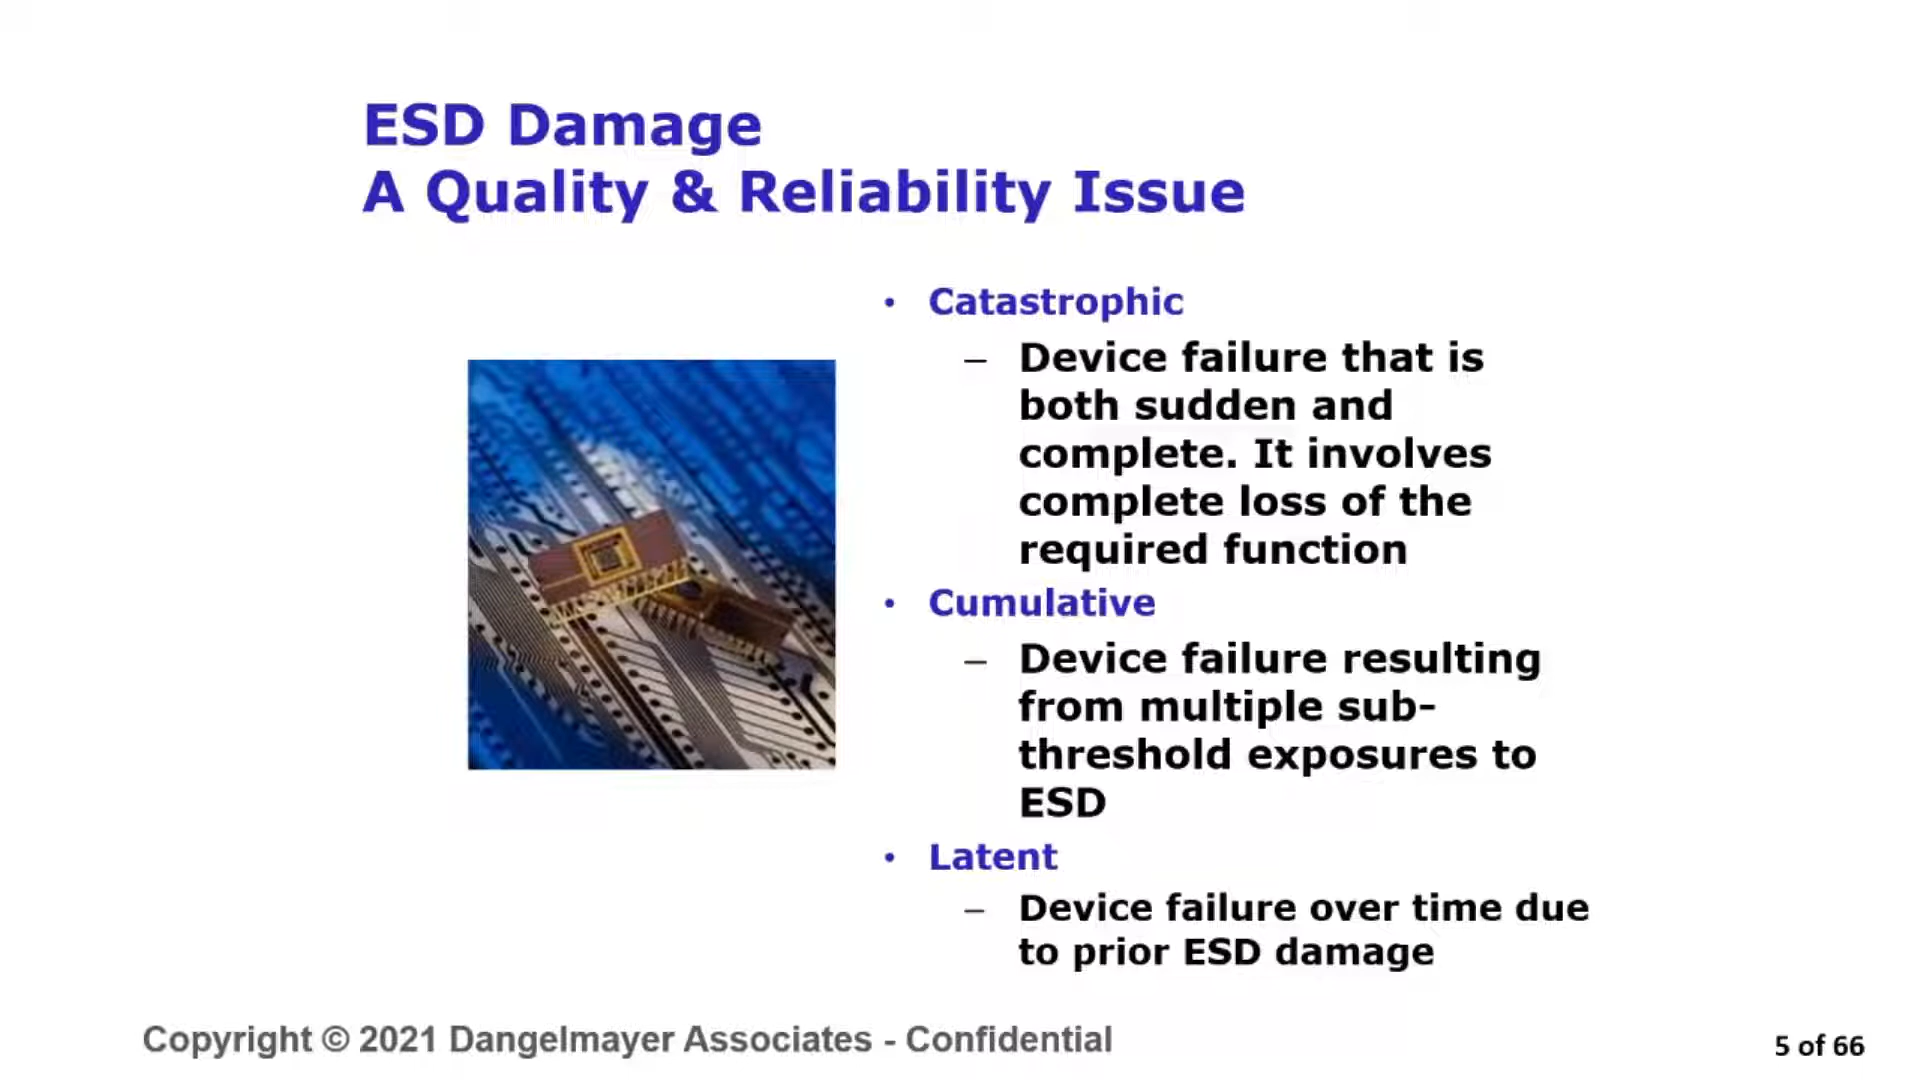 ESD Damage
A Quality & Reliability Issue
• Catastrophic
– Device failure that is
both sudden and
complete. It involves
complete loss of the
required function
• Cumulative
– Device failure resulting
from multiple sub-
threshold exposures to
ESD
• Latent
– Device failure over time due
to prior ESD damage
Copyright © 2021 Dangelmayer Associates - Confidential
5 of 66